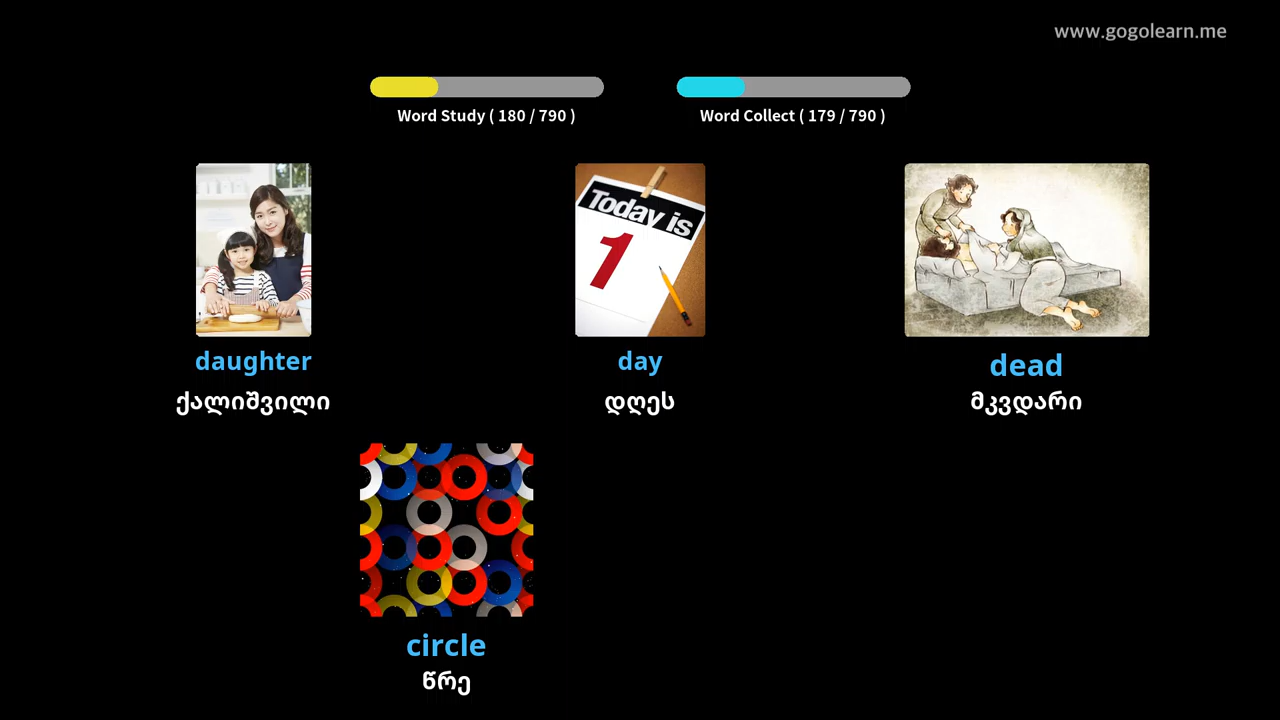 www.gogolearn.me
Word Study ( 180 / 790 )
Word Collect ( 179 / 790 )
Today is
1
daughter
day
dead
ქალიშვილი
დღეს
მკვდარი
circle
წრე